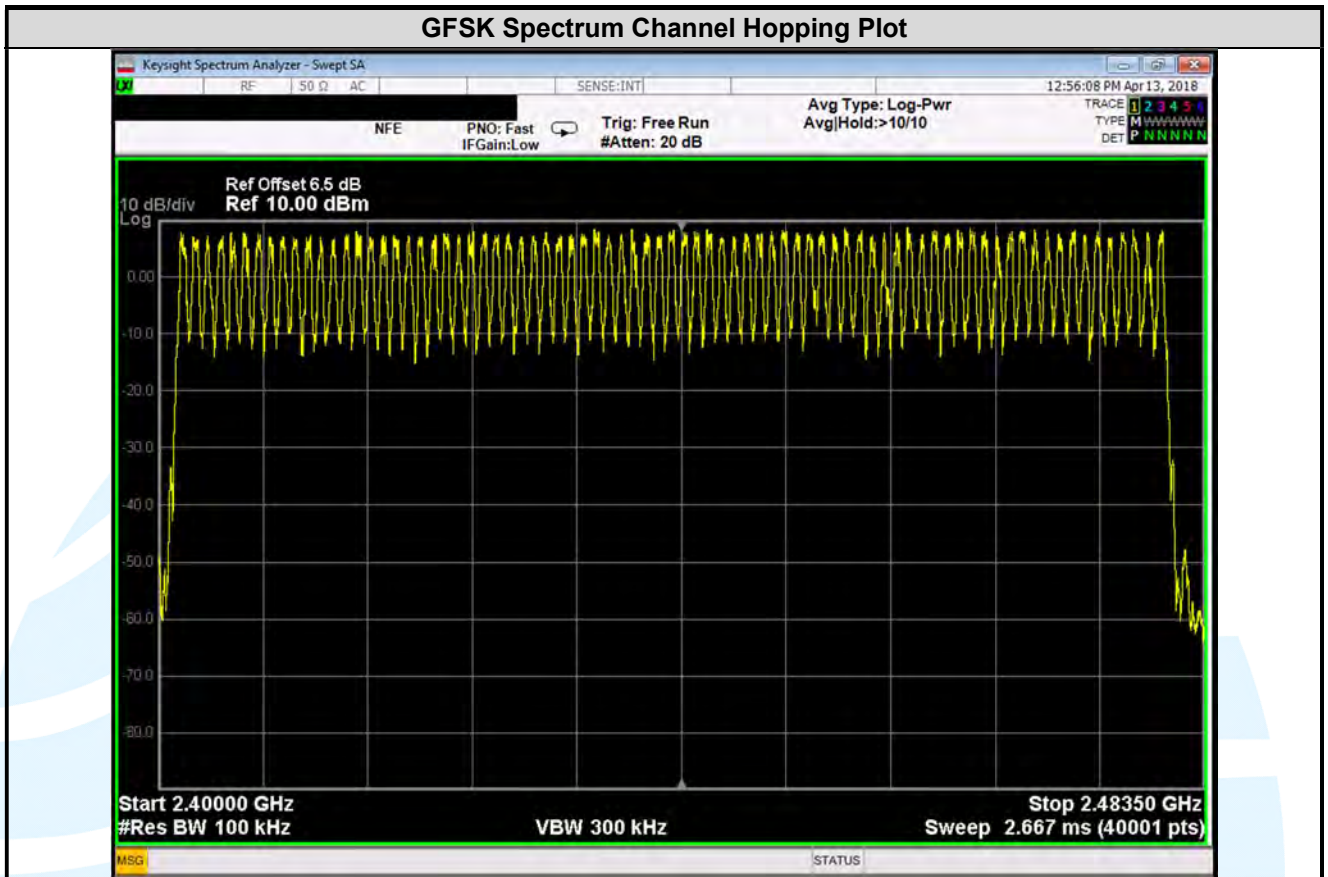 GFSK Spectrum Channel Hopping Plot
Keysight Spectrum Analyzer - Swept SA
LXI RF 50 Ω AC SENSE:INT 12:56:08 PM Apr 13, 2018
NFE PNO: Fast IFGain:Low Trig: Free Run #Atten: 20 dB Avg Type: Log-Pwr Avg|Hold:>10/10 TRACE 1 2 3 4 5 6 TYPE M WWWWW DET P N N N N N
Ref Offset 6.5 dB
10 dB/div Ref 10.00 dBm
Log
0.00
-10.0
-20.0
-30.0
-40.0
-50.0
-60.0
-70.0
-80.0
Start 2.40000 GHz Stop 2.48350 GHz
#Res BW 100 kHz VBW 300 kHz Sweep 2.667 ms (40001 pts)
MSG STATUS